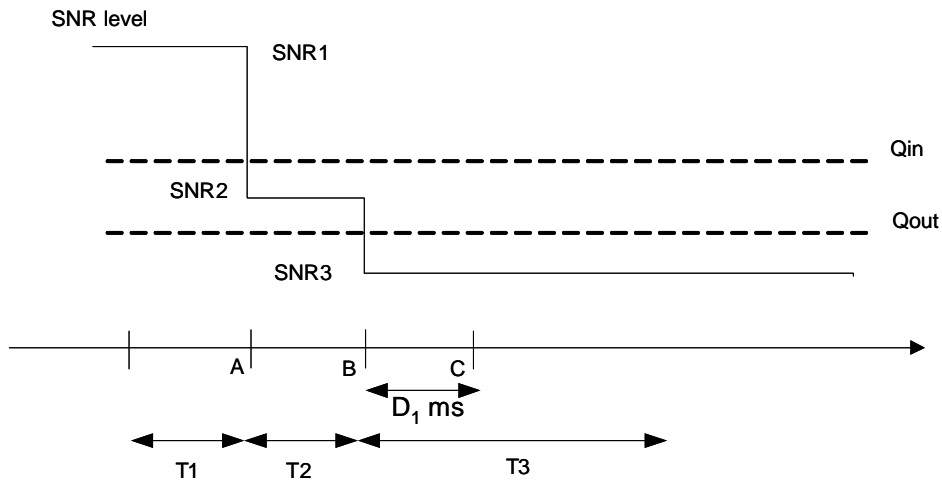 SNR level
SNR1
Qin
SNR2
Qout
SNR3
A B C
D₁ ms
T1 T2 T3